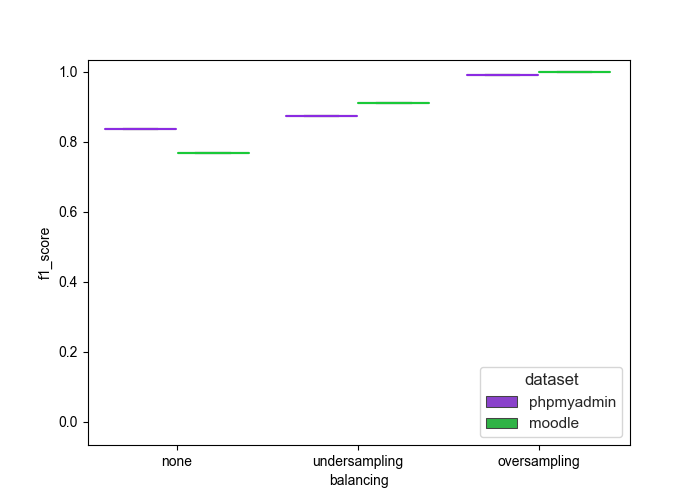 1.0
0.8
0.6
0.4
0.2
0.0
f1_score
none
undersampling
oversampling
balancing
dataset
phpmyadmin
moodle